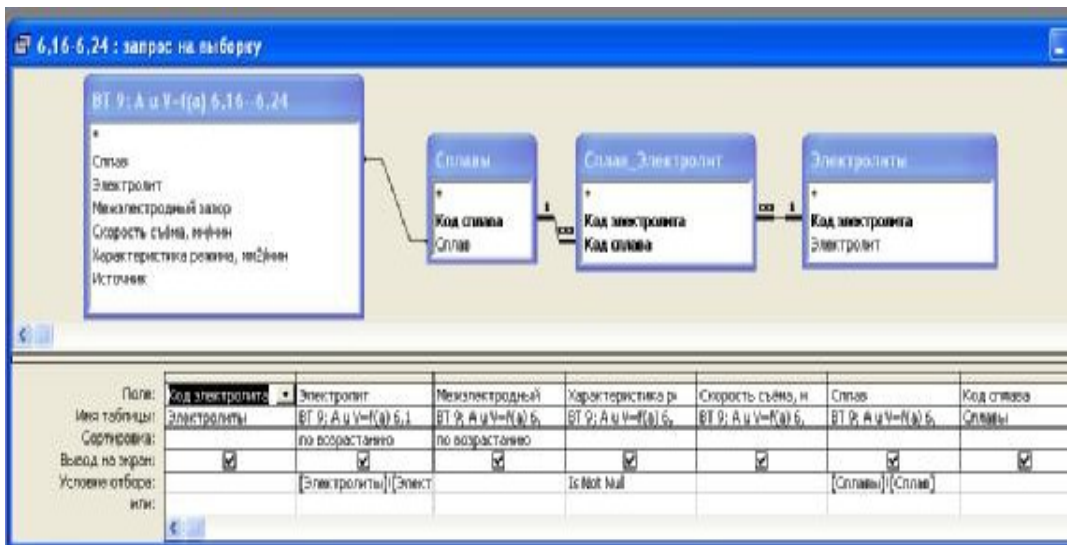 6,16-6,24 : запрос на выборку
ВТ 9; A и V=f(a) 6,16--6,24
*
Сплав
Электролит
Межэлектродный зазор
Скорость съёма, мм/мин
Характеристика режима, мм2/мин
Источник
Сплавы
*
Код сплава
Сплав
Сплав_Электролит
*
Код электролита
Код сплава
Электролиты
*
Код электролита
Электролит
1 ∞ ∞ 1
Поле: Код электролита Электролит Межэлектродный Характеристика р Скорость съёма, м Сплав Код сплава
Имя таблицы: Электролиты ВТ 9; A и V=f(a) 6,1 ВТ 9; A и V=f(a) 6, ВТ 9; A и V=f(a) 6, ВТ 9; A и V=f(a) 6, ВТ 9; A и V=f(a) 6, Сплавы
Сортировка: по возрастанию по возрастанию
Вывод на экран:
Условие отбора: [Электролиты]![Элект Is Not Null [Сплавы]![Сплав]
или: